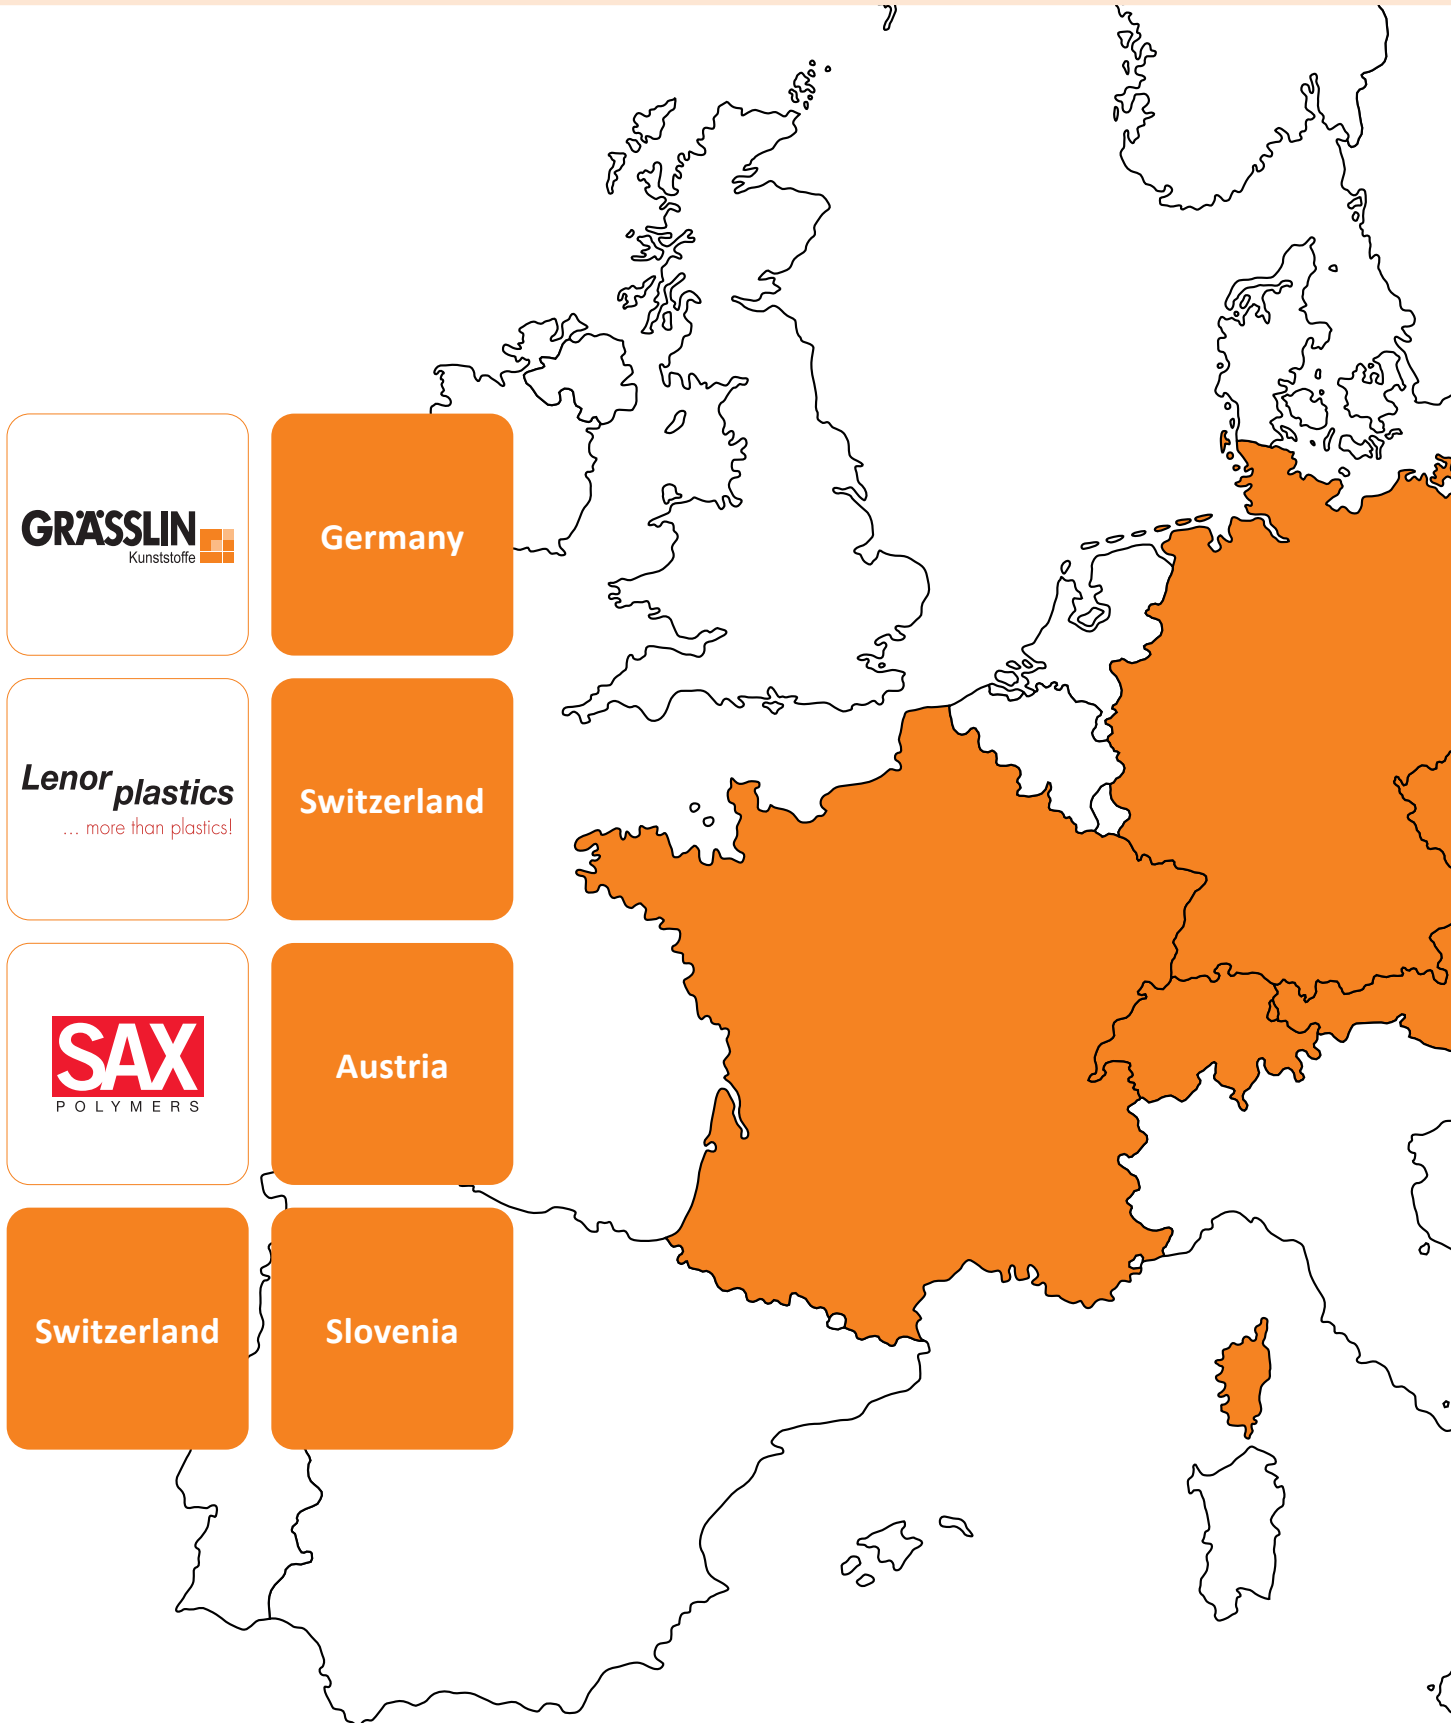 GRÄSSLIN
Kunststoffe
Germany
Lenor plastics
... more than plastics!
Switzerland
SAX
POLYMERS
Austria
Switzerland
Slovenia